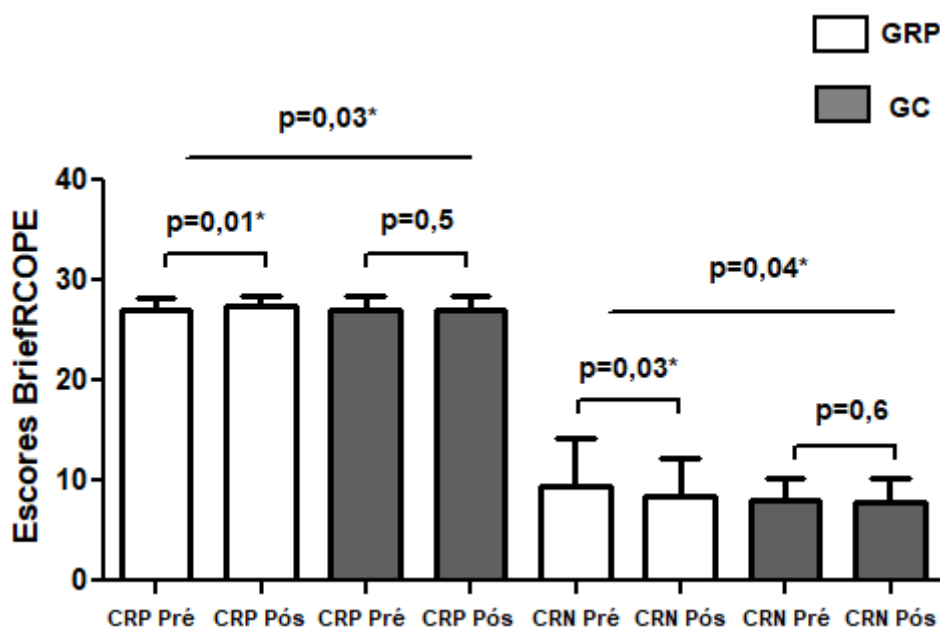 GRP
GC
p=0,03*
p=0,01*
p=0,5
p=0,04*
p=0,03*
p=0,6
Escores BriefRCOPE
40
30
20
10
0
CRP Pré
CRP Pós
CRP Pré
CRP Pós
CRN Pré
CRN Pós
CRN Pré
CRN Pós